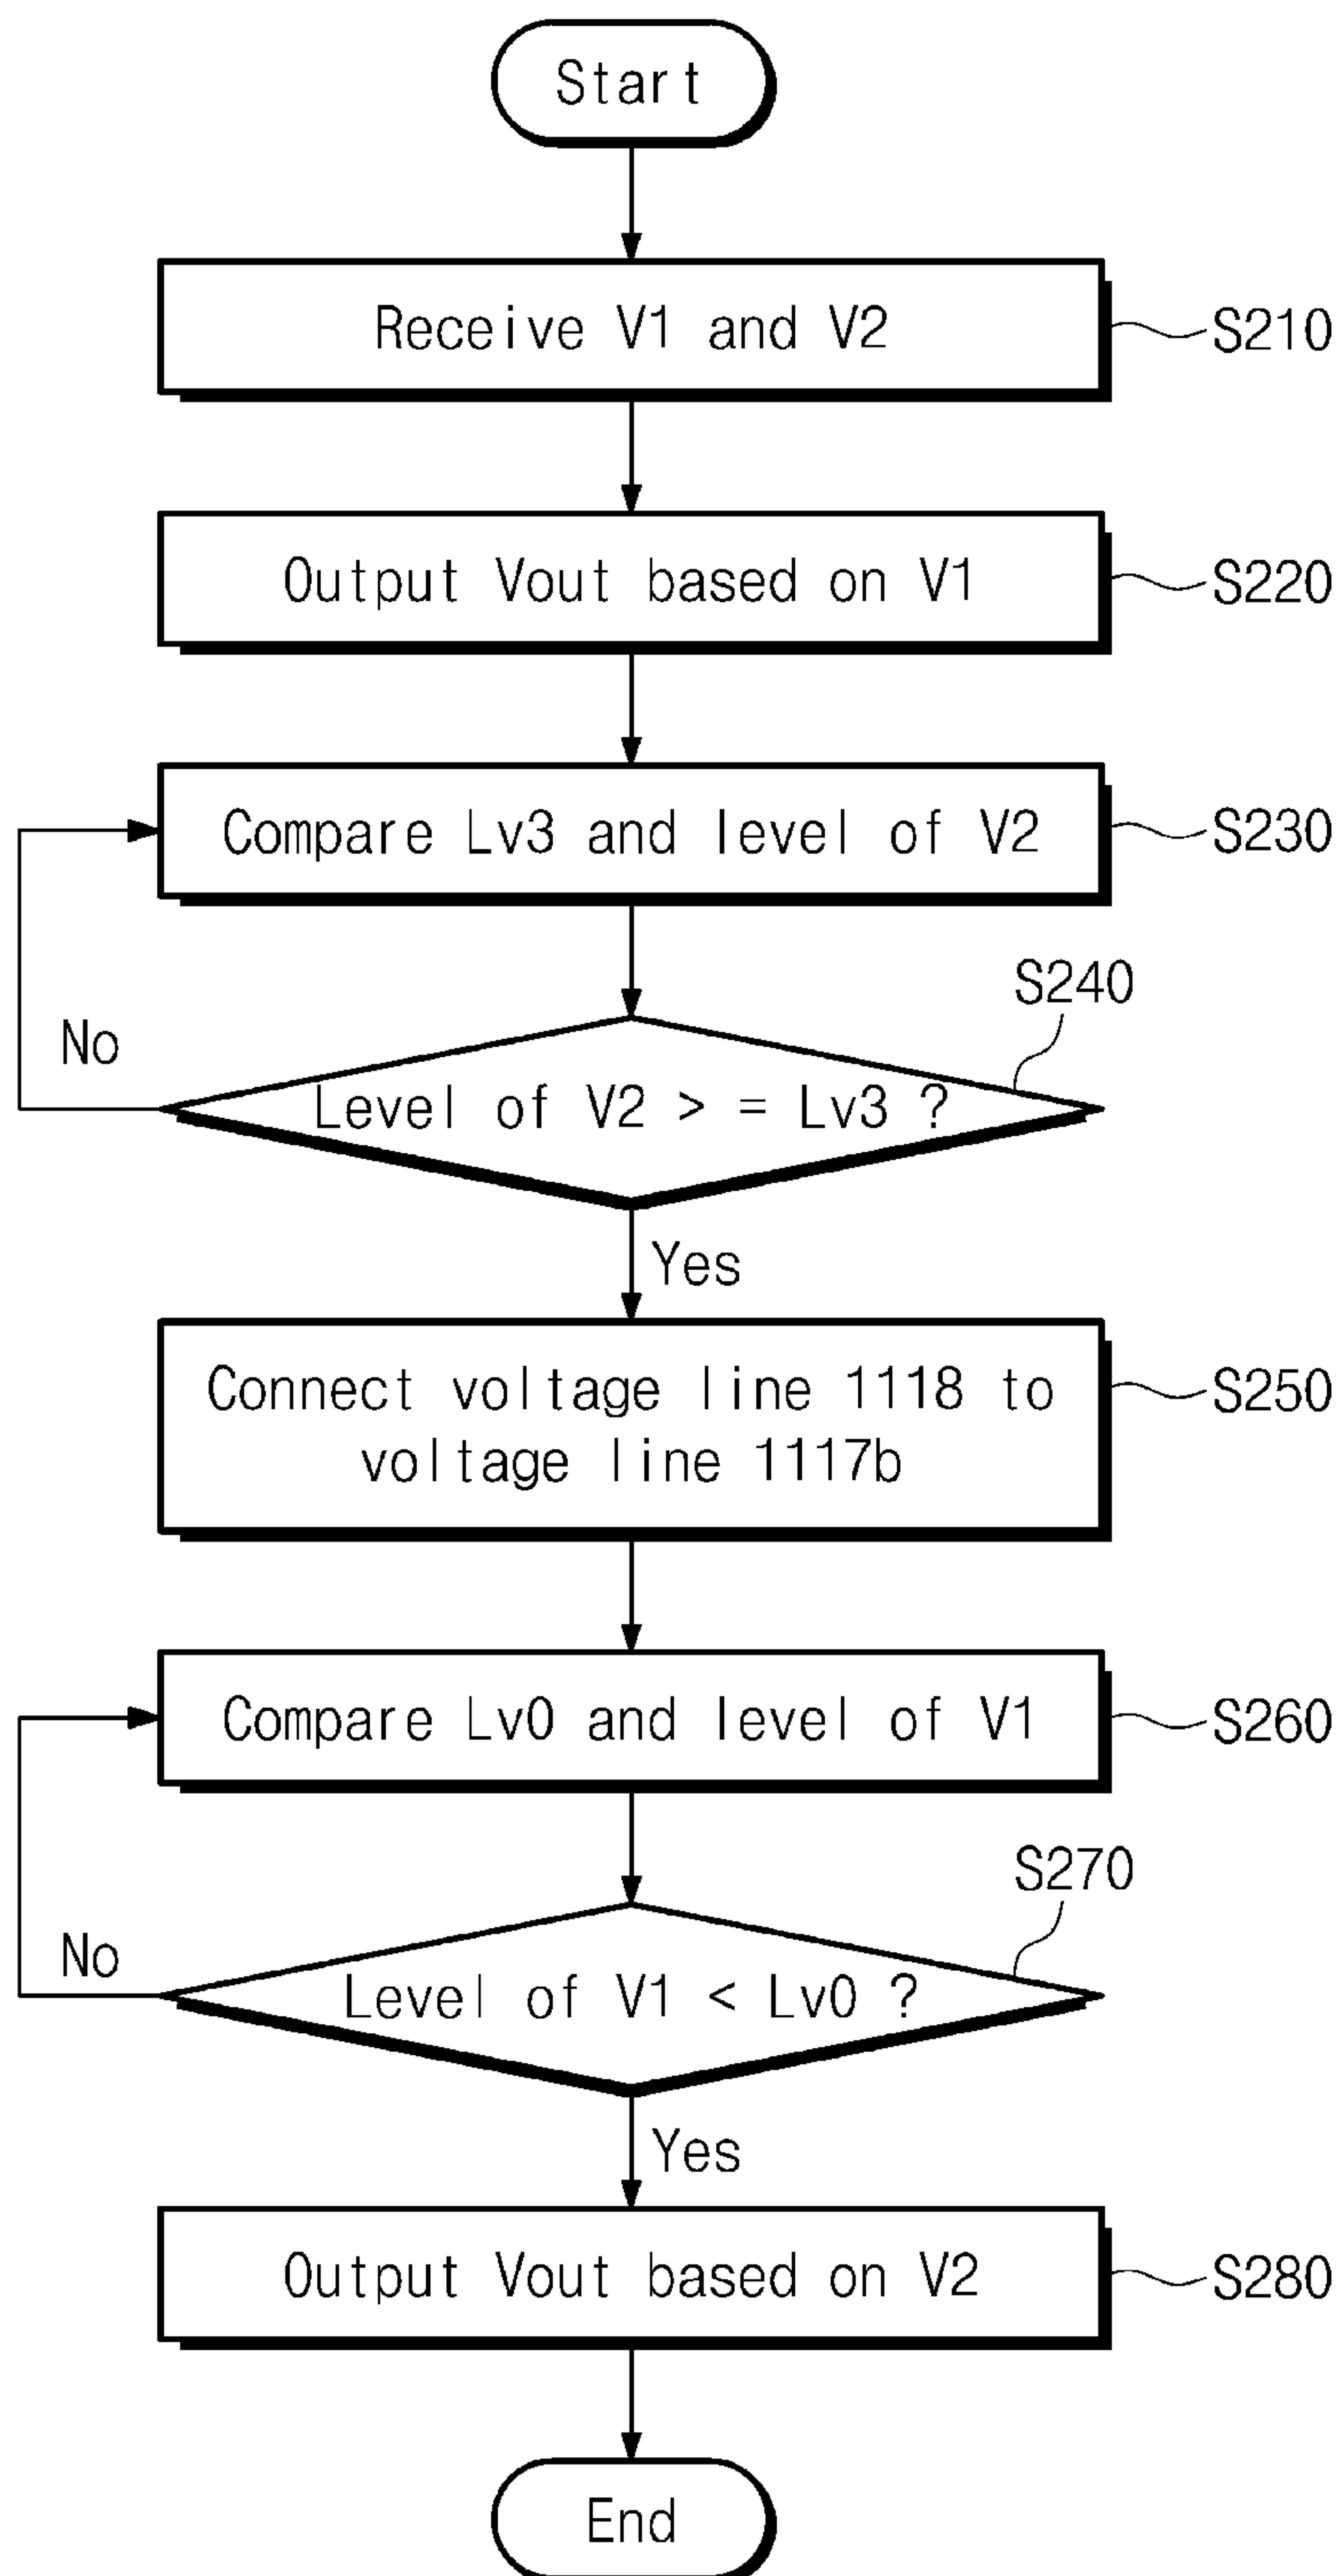 Start
Receive V1 and V2
S210
Output Vout based on V1
S220
Compare Lv3 and level of V2
S230
S240
No
Level of V2 > = Lv3 ?
Yes
Connect voltage line 1118 to
voltage line 1117b
S250
Compare Lv0 and level of V1
S260
S270
No
Level of V1 < Lv0 ?
Yes
Output Vout based on V2
S280
End